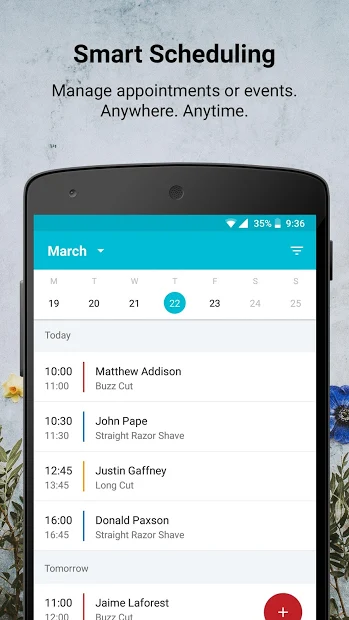 Smart Scheduling
Manage appointments or events.
Anywhere. Anytime.
35% 9:36
March
M T W T F S S
19 20 21 22 23 24 25
Today
10:00 Matthew Addison
11:00 Buzz Cut
10:30 John Pape
11:30 Straight Razor Shave
12:45 Justin Gaffney
13:45 Long Cut
16:00 Donald Paxson
16:45 Straight Razor Shave
Tomorrow
11:00 Jaime Laforest
12:00 Buzz Cut
+